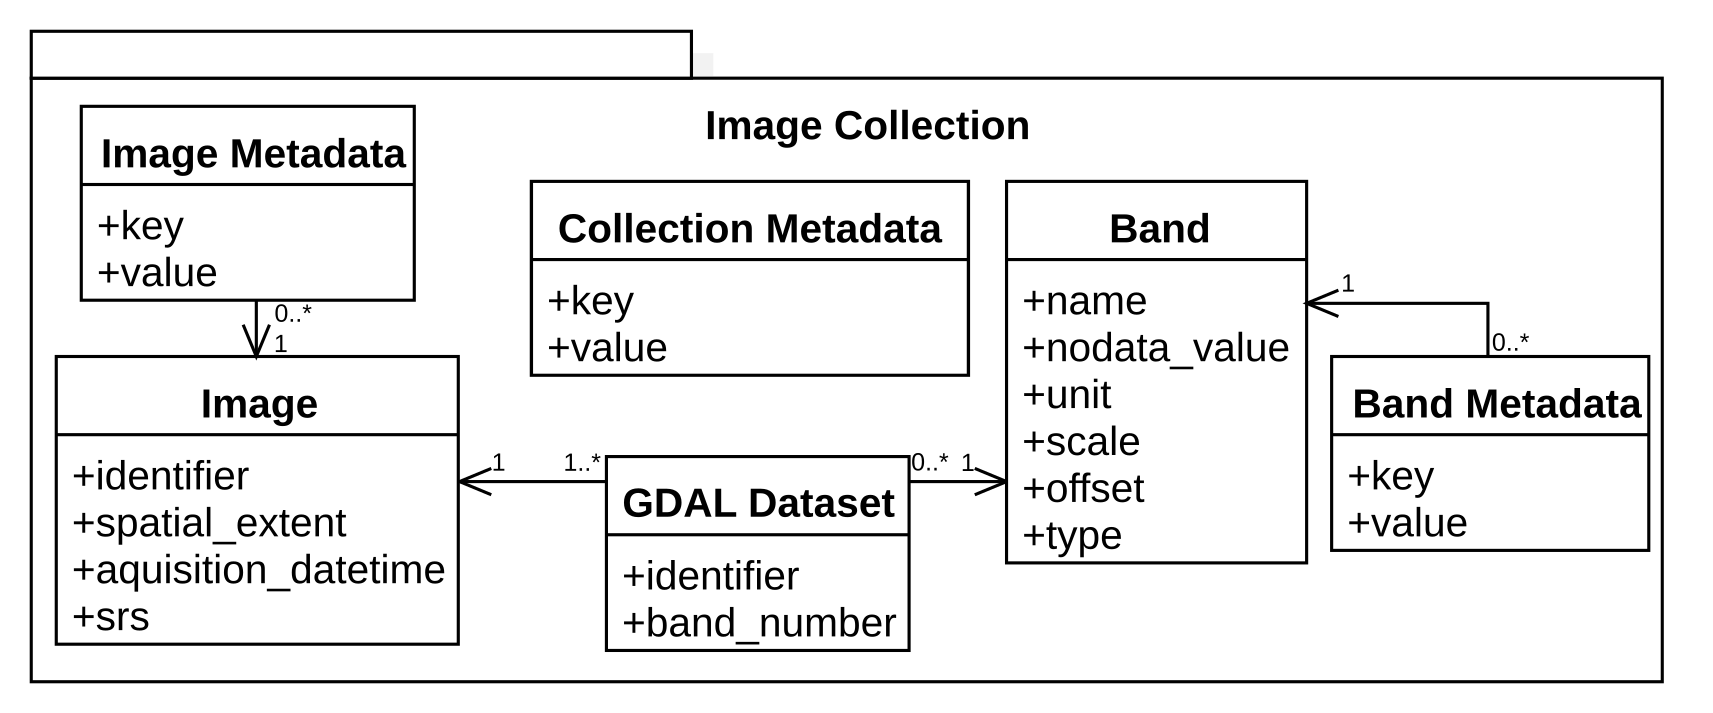 Image Collection
Image Metadata
+key
+value
0..*
1
Image
+identifier
+spatial_extent
+aquisition_datetime
+srs
Collection Metadata
+key
+value
1
1..*
GDAL Dataset
+identifier
+band_number
0..*
1
Band
+name
+nodata_value
+unit
+scale
+offset
+type
1
0..*
Band Metadata
+key
+value